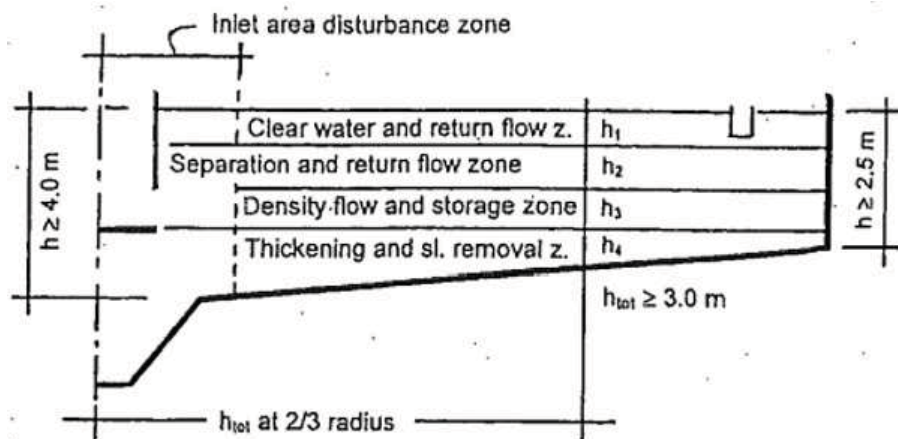 Inlet area disturbance zone
Clear water and return flow z. h₁
Separation and return flow zone h₂
Density flow and storage zone h₃
Thickening and sl. removal z. h₄
h ≥ 4.0 m
h ≥ 2.5 m
hₜₒₜ ≥ 3.0 m
hₜₒₜ at 2/3 radius